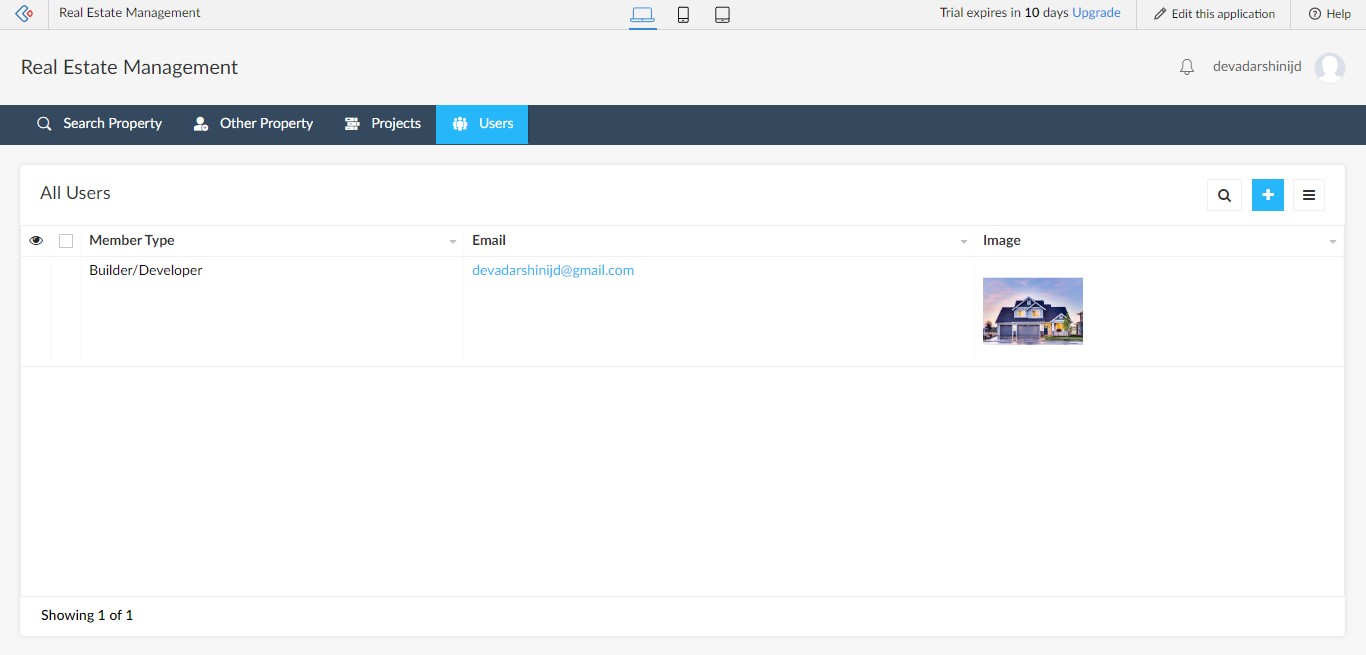 Real Estate Management
Trial expires in 10 days Upgrade
Edit this application
Help
Real Estate Management
devadarshinijd
Search Property
Other Property
Projects
Users
All Users
Member Type
Email
Image
Builder/Developer
devadarshinijd@gmail.com
Showing 1 of 1